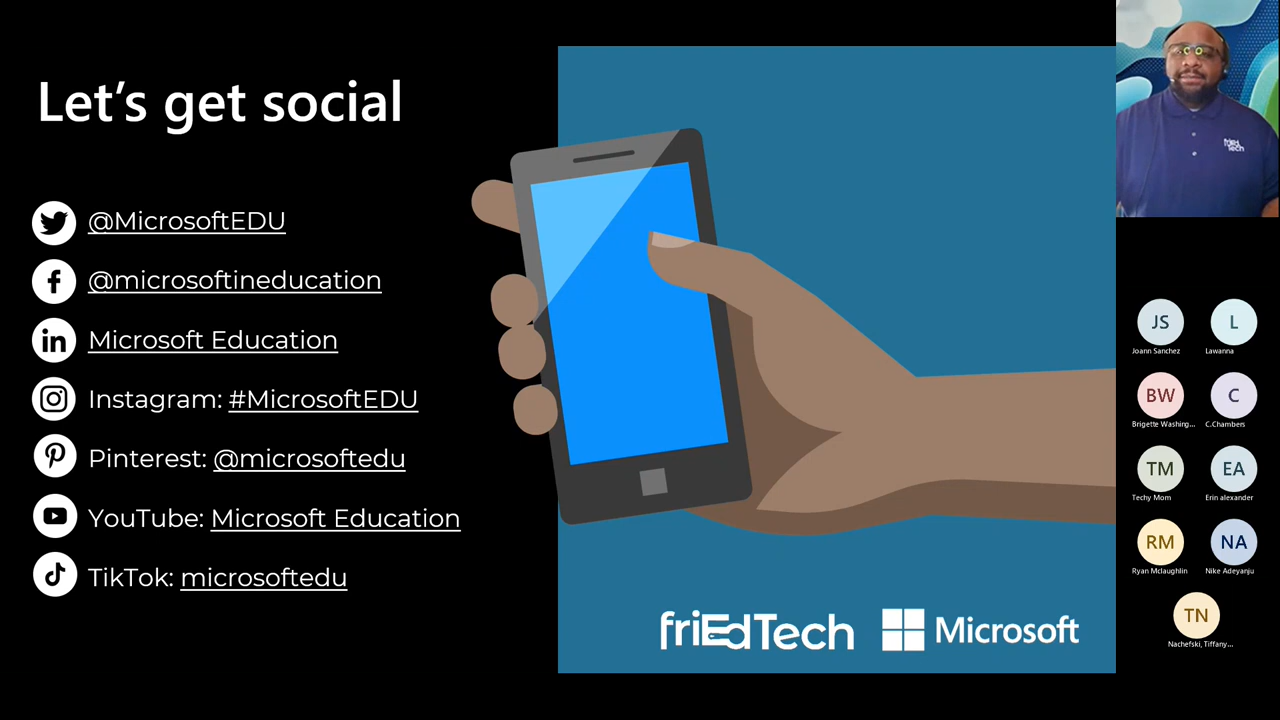 Let’s get social
@MicrosoftEDU
@microsoftineducation
Microsoft Education
Instagram: #MicrosoftEDU
Pinterest: @microsoftedu
YouTube: Microsoft Education
TikTok: microsoftedu
friEdTech
Microsoft
friEdTech
JS
L
Joann Sanchez
Lawanna
BW
C
Brigette Washing...
C.Chambers
TM
EA
Techy Mom
Erin alexander
RM
NA
Ryan Mclaughlin
Nike Adeyanju
TN
Nachefski, Tiffany...